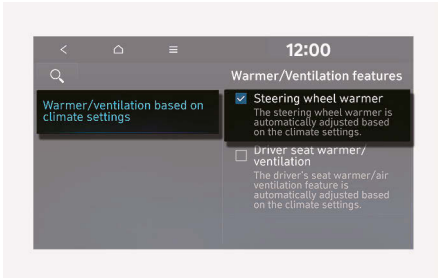 12:00
Warmer/Ventilation features
Warmer/ventilation based on
climate settings
Steering wheel warmer
The steering wheel warmer is
automatically adjusted based
on the climate settings.
Driver seat warmer/
ventilation
The driver's seat warmer/air
ventilation feature is
automatically adjusted based
on the climate settings.